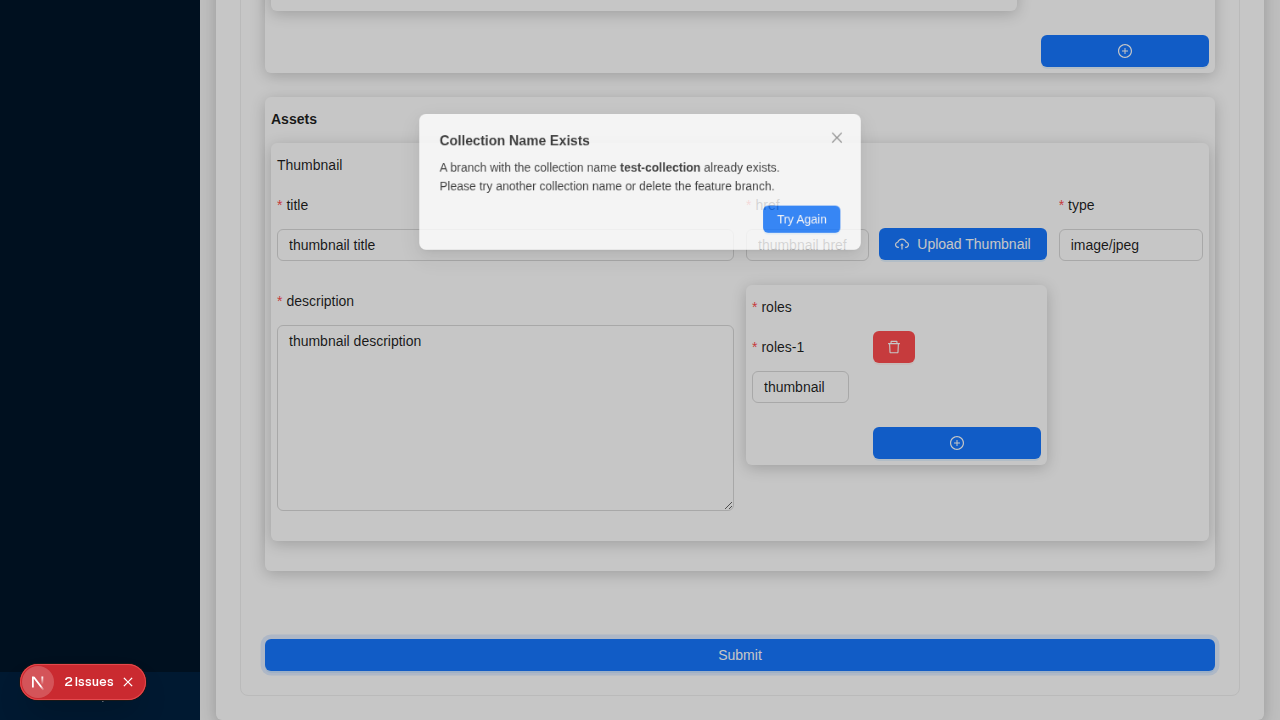 Assets
Collection Name Exists
A branch with the collection name test-collection already exists.
Please try another collection name or delete the feature branch.
Try Again
Thumbnail
* title
* href
* type
thumbnail title
thumbnail href
Upload Thumbnail
image/jpeg
* description
thumbnail description
* roles
* roles-1
thumbnail
Submit
N
2 Issues